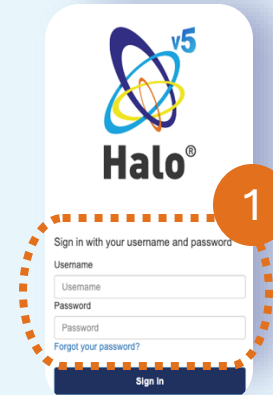 v5
Halo®
1
Sign in with your username and password
Username
Username
Password
Password
Forgot your password?
Sign in